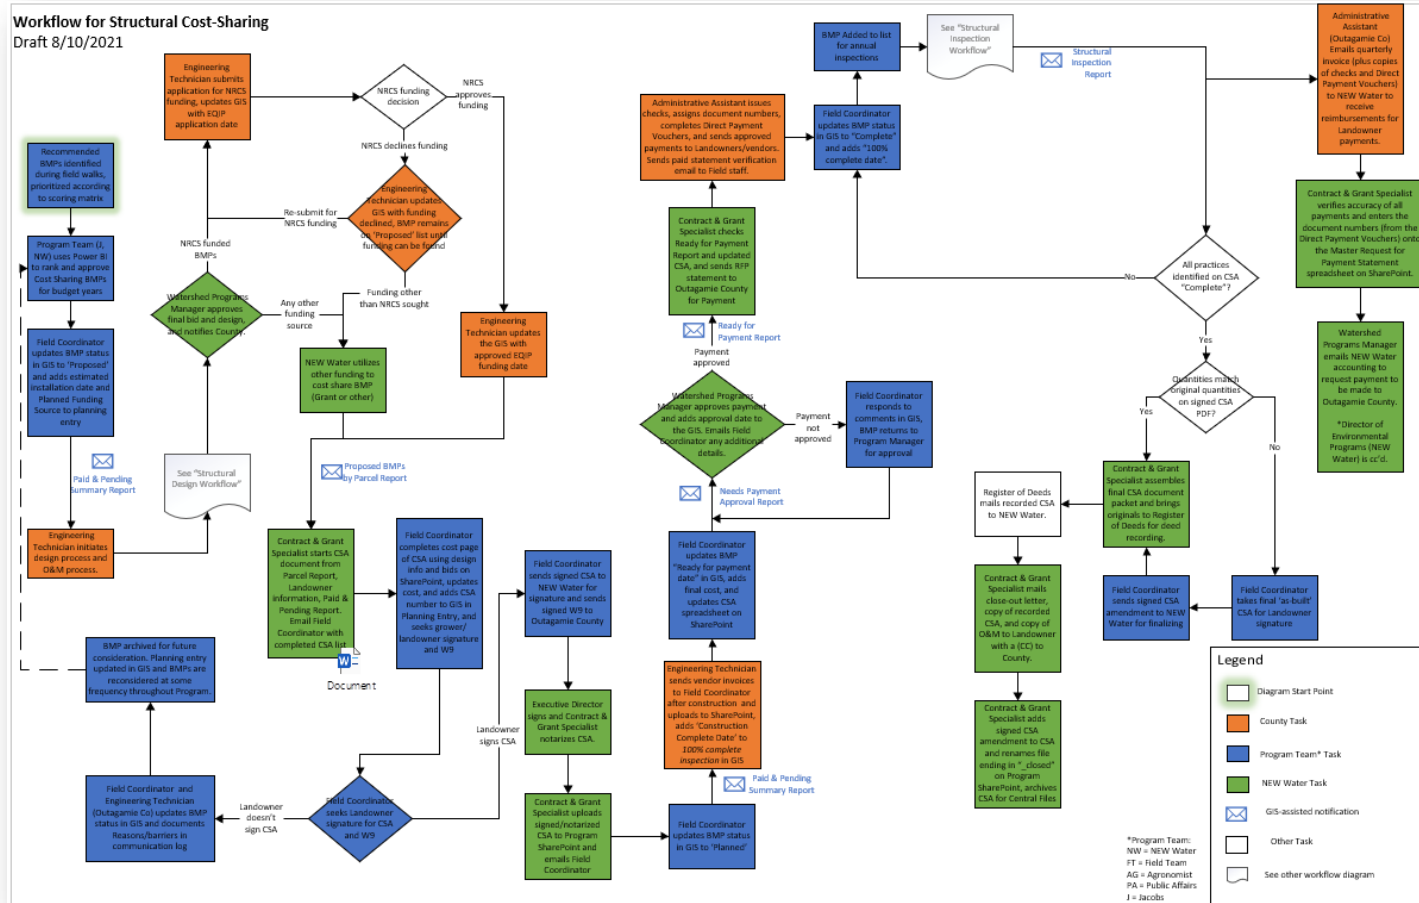 Workflow for Structural Cost-Sharing
Draft 8/10/2021
Recommended
BMPs identified
during field walks,
prioritized according
to scoring matrix
Program Team (J,
NW) uses Power BI
to rank and approve
Cost Sharing BMPs
for budget years
Field Coordinator
updates BMP status
in GIS to 'Proposed'
and adds estimated
installation date and
Planned Funding
Source to planning
entry
Paid & Pending
Summary Report
Engineering
Technician initiates
design process and
O&M process.
See "Structural
Design Workflow"
Watershed Programs
Manager approves
final bid and design,
and notifies County.
NRCS funded
BMPs
Any other
funding
source
Engineering
Technician submits
application for NRCS
funding, updates GIS
with EQIP
application date
NRCS funding
decision
NRCS
approves
funding
NRCS declines funding
Engineering
Technician updates
GIS with funding
declined, BMP remains
on 'Proposed' list until
funding can be found
Re-submit for
NRCS funding
Funding other
than NRCS sought
Engineering
Technician updates
the GIS with
approved EQIP
funding date
NEW Water utilizes
other funding to
cost share BMP
(Grant or other)
Proposed BMPs
by Parcel Report
Contract & Grant
Specialist starts CSA
document from
Parcel Report,
Landowner
information, Paid &
Pending Report.
Email Field
Coordinator with
completed CSA list
Document
Field Coordinator
completes cost page
of CSA using design
info and bids on
SharePoint, updates
cost, and adds CSA
number to GIS in
Planning Entry, and
seeks grower/
landowner signature
and W9
Field Coordinator
seeks Landowner
signature for CSA
and W9
Landowner
doesn't
sign CSA
Field Coordinator and
Engineering Technician
(Outagamie Co) updates BMP
status in GIS and documents
Reasons/barriers in
communication log
BMP archived for future
consideration. Planning entry
updated in GIS and BMPs are
reconsidered at some
frequency throughout Program.
Landowner
signs CSA
Field Coordinator
sends signed CSA to
NEW Water for
signature and sends
signed W9 to
Outagamie County
Executive Director
signs and Contract &
Grant Specialist
notarizes CSA.
Contract & Grant
Specialist uploads
signed/notarized
CSA to Program
SharePoint and
emails Field
Coordinator
Field Coordinator
updates BMP status
in GIS to 'Planned'
Paid & Pending
Summary Report
Engineering Technician
sends vendor invoices
to Field Coordinator
after construction and
uploads to SharePoint,
adds 'Construction
Complete Date' to
100% complete
inspection in GIS
Field Coordinator
updates BMP
"Ready for payment
date" in GIS, adds
final cost, and
updates CSA
spreadsheet on
SharePoint
Needs Payment
Approval Report
Watershed Programs
Manager approves payment
and adds approval date to
the GIS. Emails Field
Coordinator any additional
details.
Payment
not
approved
Field Coordinator
responds to
comments in GIS,
BMP returns to
Program Manager
for approval
Payment
approved
Ready for
Payment Report
Contract & Grant
Specialist checks
Ready for Payment
Report and updated
CSA, and sends RFP
statement to
Outagamie County
for Payment
Administrative Assistant issues
checks, assigns document numbers,
completes Direct Payment
Vouchers, and sends approved
payments to Landowners/vendors.
Sends paid statement verification
email to Field staff.
Field Coordinator
updates BMP status
in GIS to "Complete"
and adds "100%
complete date".
BMP Added to list
for annual
inspections
See "Structural
Inspection
Workflow"
Structural
Inspection
Report
All practices
identified on CSA
"Complete"?
No
Yes
Quantities match
original quantities
on signed CSA
PDF?
Yes
No
Field Coordinator
takes final 'as-built'
CSA for Landowner
signature
Field Coordinator
sends signed CSA
amendment to NEW
Water for finalizing
Contract & Grant
Specialist assembles
final CSA document
packet and brings
originals to Register
of Deeds for deed
recording.
Register of Deeds
mails recorded CSA
to NEW Water.
Contract & Grant
Specialist mails
close-out letter,
copy of recorded
CSA, and copy of
O&M to Landowner
with a (CC) to
County.
Contract & Grant
Specialist adds
signed CSA
amendment to CSA
and renames file
ending in "_closed"
on Program
SharePoint, archives
CSA for Central Files
Administrative
Assistant
(Outagamie Co)
Emails quarterly
invoice (plus copies
of checks and Direct
Payment Vouchers)
to NEW Water to
receive
reimbursements for
Landowner
payments.
Contract & Grant Specialist
verifies accuracy of all
payments and enters the
document numbers (from the
Direct Payment Vouchers) onto
the Master Request for
Payment Statement
spreadsheet on SharePoint.
Watershed
Programs Manager
emails NEW Water
accounting to
request payment to
be made to
Outagamie County.
*Director of
Environmental
Programs (NEW
Water) is cc'd.
Legend
Diagram Start Point
County Task
Program Team* Task
NEW Water Task
GIS-assisted notification
Other Task
See other workflow diagram
*Program Team:
NW = NEW Water
FT = Field Team
AG = Agronomist
PA = Public Affairs
J = Jacobs